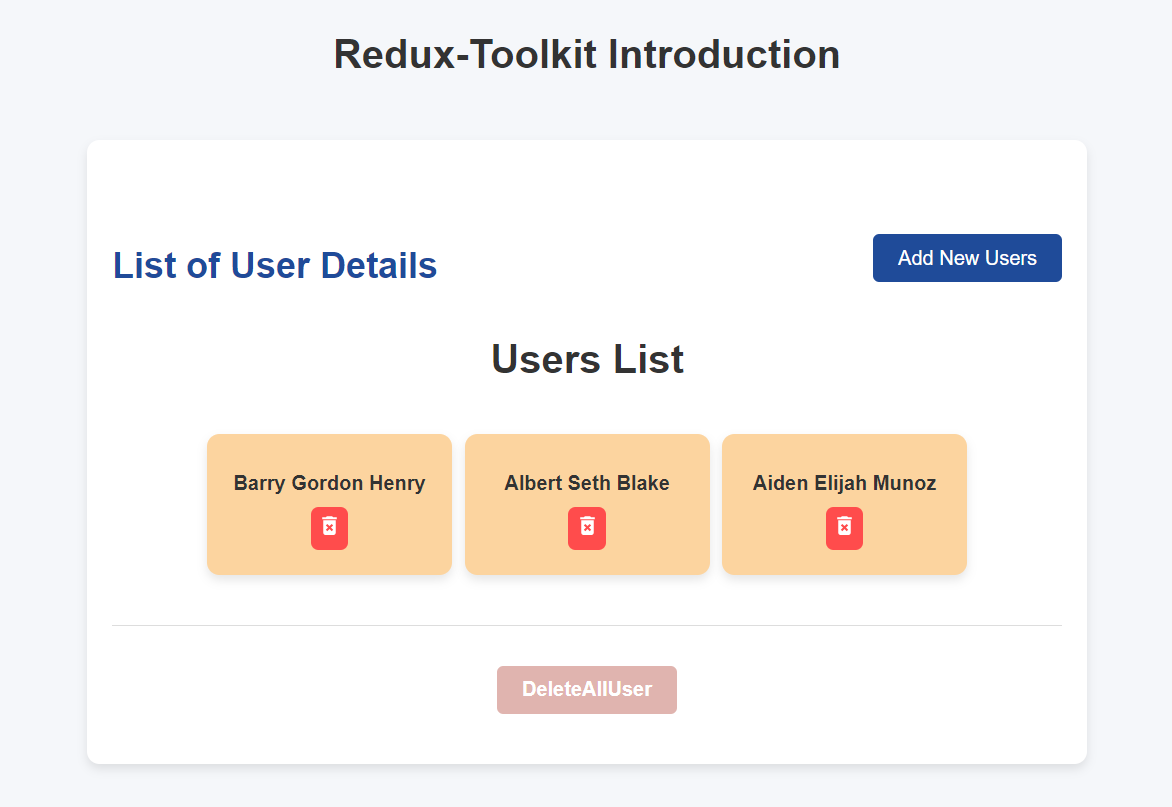 Redux-Toolkit Introduction
List of User Details
Add New Users
Users List
Barry Gordon Henry
Albert Seth Blake
Aiden Elijah Munoz
DeleteAllUser